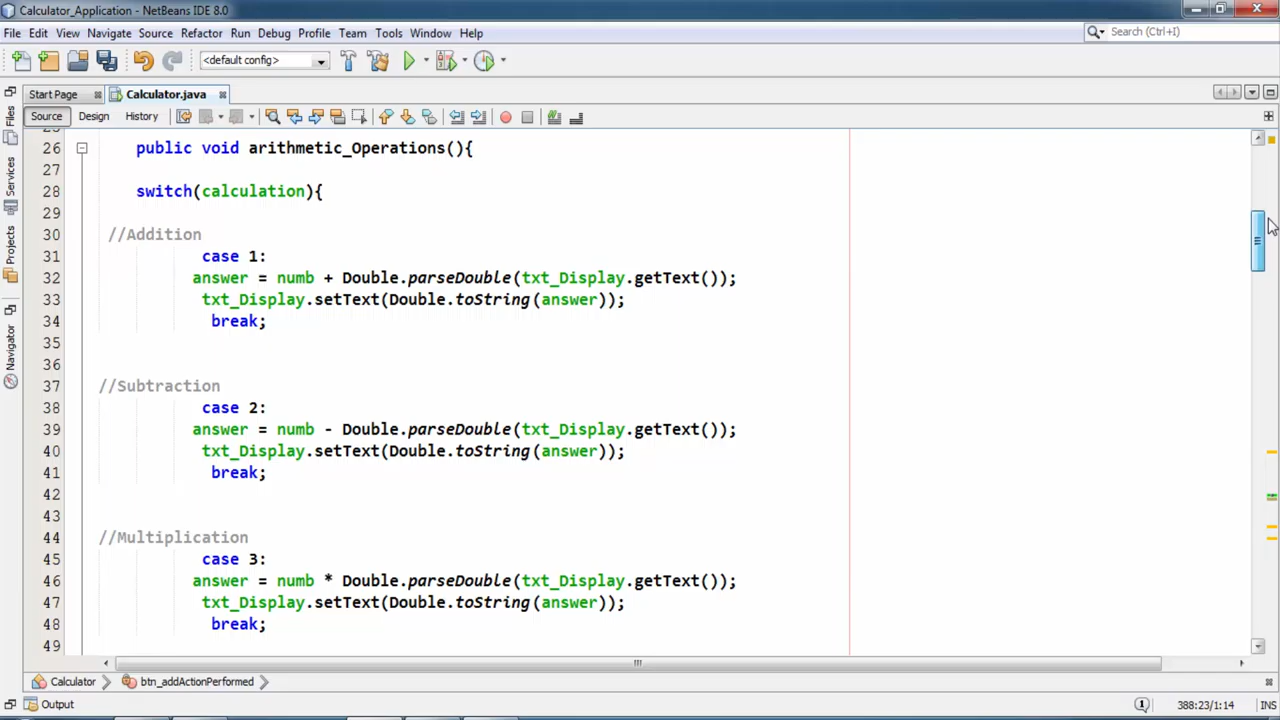 Calculator_Application - NetBeans IDE 8.0
File Edit View Navigate Source Refactor Run Debug Profile Team Tools Window Help
Search (Ctrl+I)
<default config>
Start Page Calculator.java
Source Design History
Files
Services
Projects
Navigator
26 public void arithmetic_Operations(){
27
28 switch(calculation){
29
30 //Addition
31 case 1:
32 answer = numb + Double.parseDouble(txt_Display.getText());
33 txt_Display.setText(Double.toString(answer));
34 break;
35
36
37 //Subtraction
38 case 2:
39 answer = numb - Double.parseDouble(txt_Display.getText());
40 txt_Display.setText(Double.toString(answer));
41 break;
42
43
44 //Multiplication
45 case 3:
46 answer = numb * Double.parseDouble(txt_Display.getText());
47 txt_Display.setText(Double.toString(answer));
48 break;
49
Calculator btn_addActionPerformed
Output 1 388:23/1:14 INS